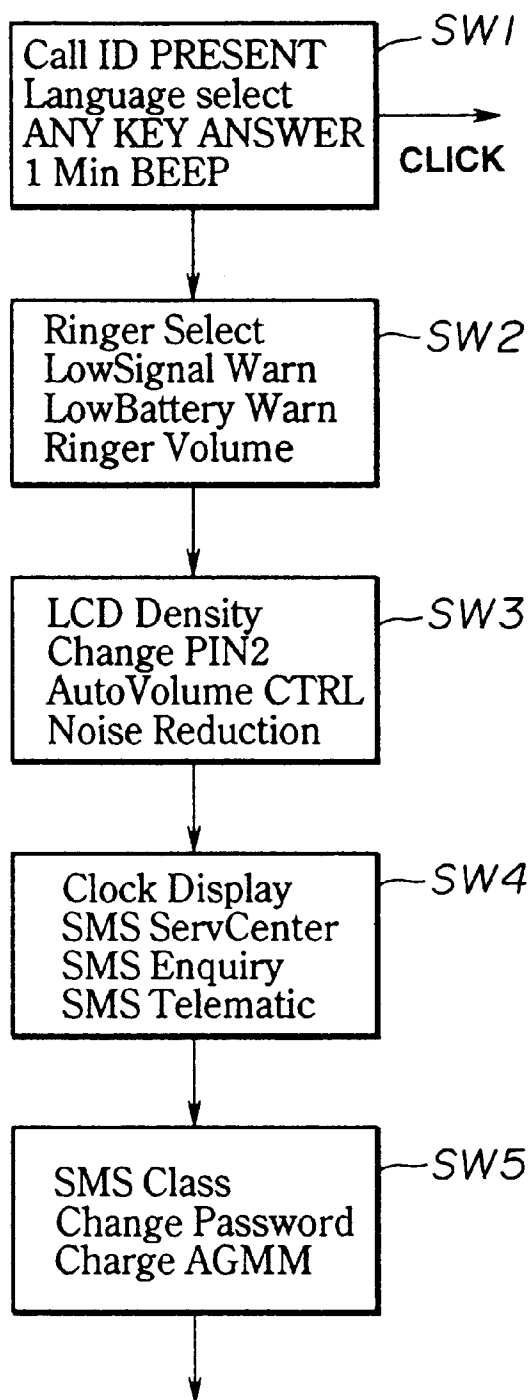 SW1
Call ID PRESENT
Language select
ANY KEY ANSWER
1 Min BEEP
CLICK
Ringer Select
LowSignal Warn
LowBattery Warn
Ringer Volume
SW2
LCD Density
Change PIN2
AutoVolume CTRL
Noise Reduction
SW3
Clock Display
SMS ServCenter
SMS Enquiry
SMS Telematic
SW4
SMS Class
Change Password
Charge AGMM
SW5